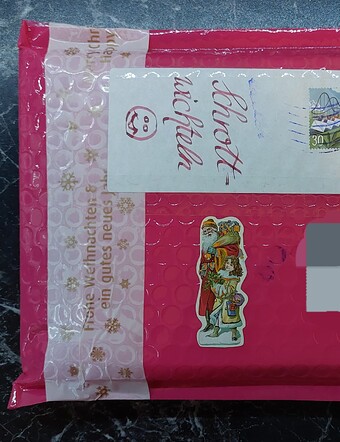 Schrott-
wichteln
30
Frohe Weihnachten &
ein gutes neues